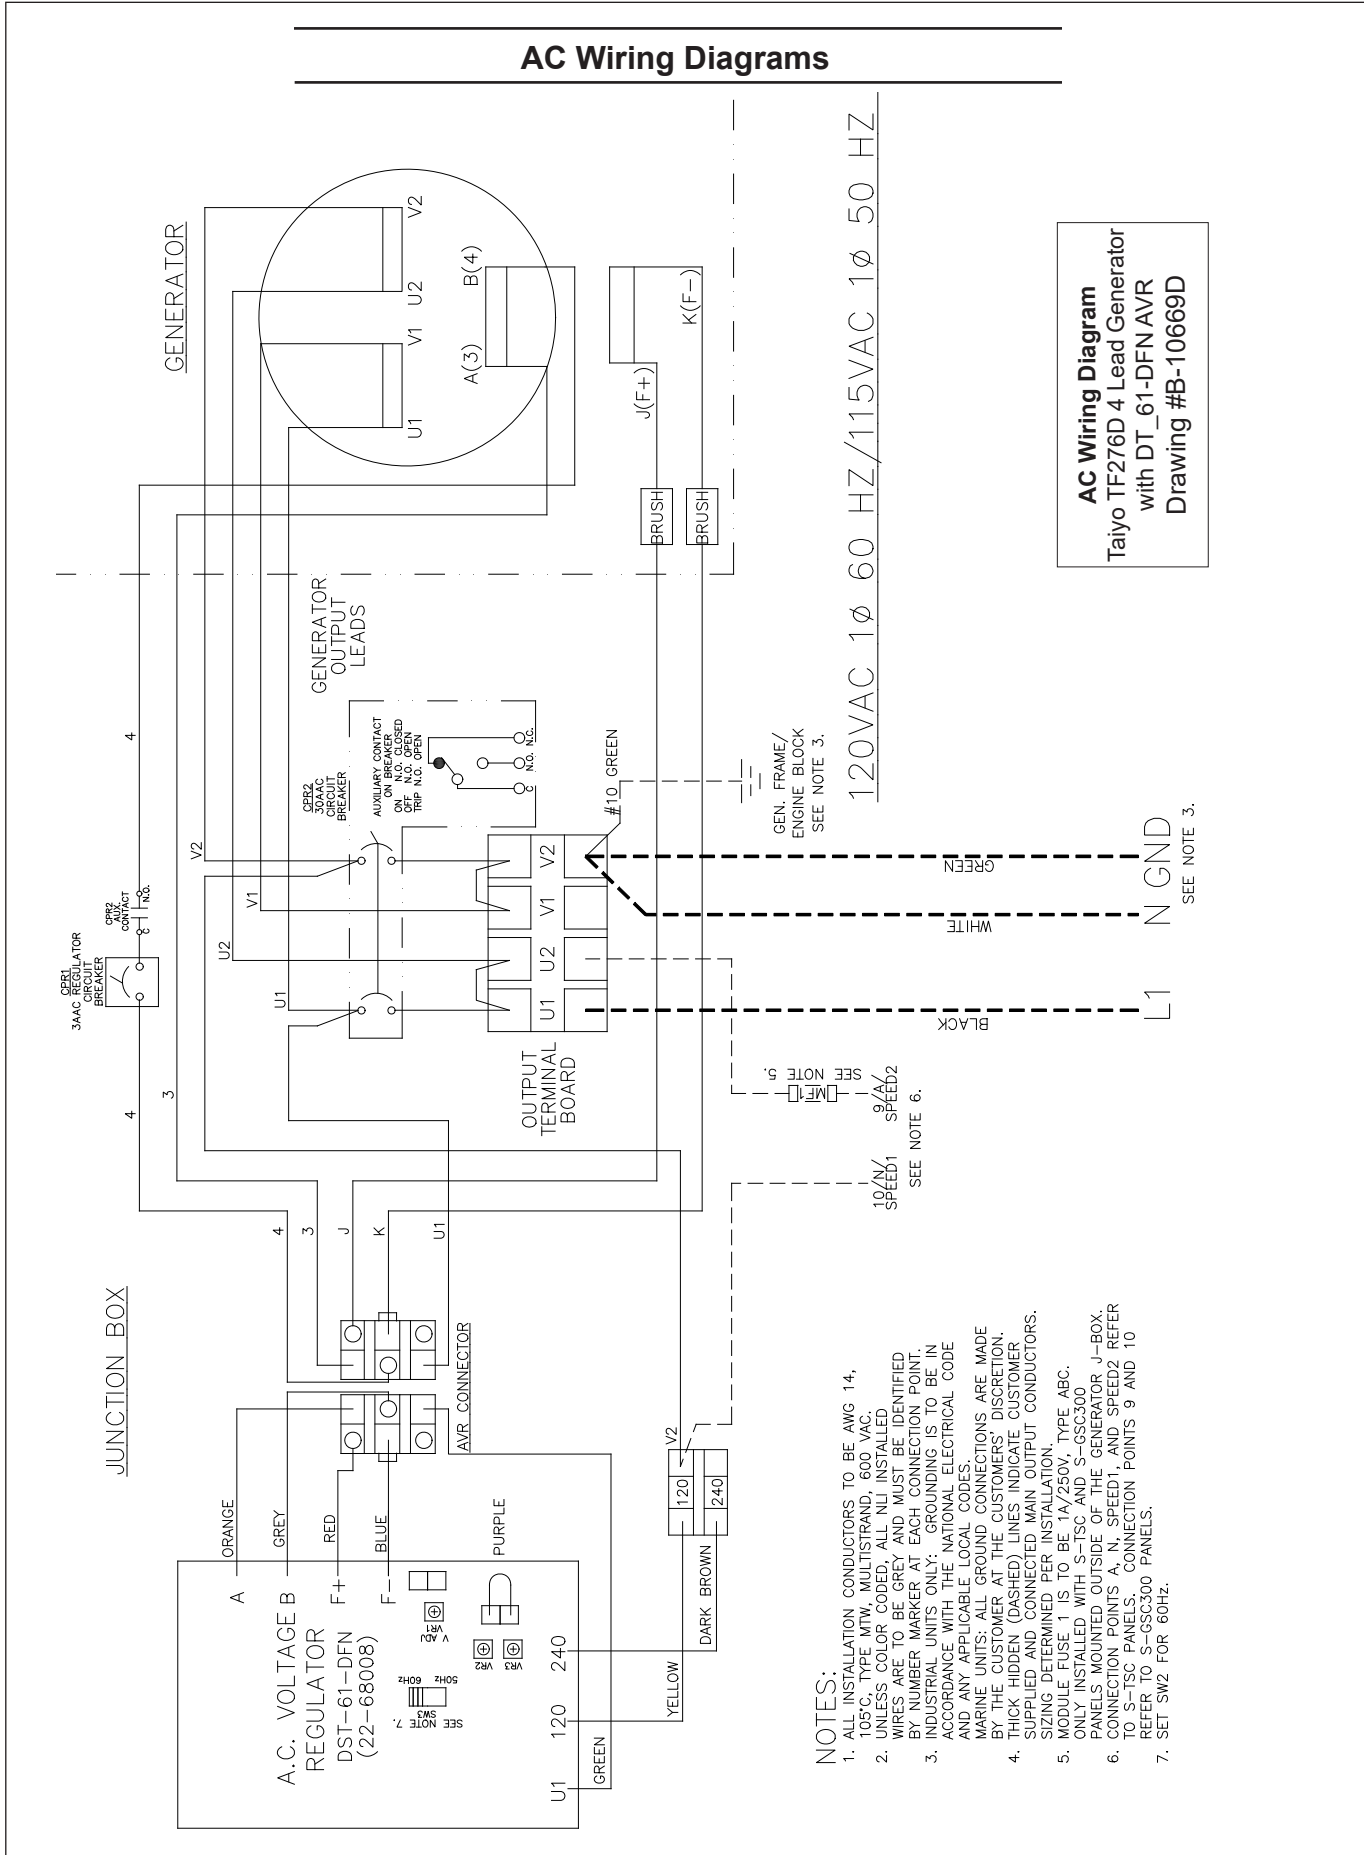 AC Wiring Diagrams
GENERATOR
V2
U2
V1
U1
B(4)
A(3)
K(F-)
J(F+)
BRUSH
BRUSH
120VAC 1ø 60 HZ/115VAC 1ø 50 HZ
AC Wiring Diagram
Taiyo TF276D 4 Lead Generator
with DT_61-DFN AVR
Drawing #B-10669D
GENERATOR
OUTPUT
LEADS
4
CPR2
30AAC
CIRCUIT
BREAKER
AUXILIARY CONTACT
ON BREAKER
ON N.O. CLOSED
OFF N.O. OPEN
TRIP N.O. OPEN
C
N.O.
N.C.
#10 GREEN
GEN. FRAME/
ENGINE BLOCK
SEE NOTE 3.
CPR2
AUX.
CONTACT
C
N.O.
CPR1
3AAC REGULATOR
CIRCUIT
BREAKER
V2
V1
U2
U1
V2
V1
U2
U1
OUTPUT
TERMINAL
BOARD
GREEN
WHITE
BLACK
L1 N GND
SEE NOTE 3.
4
3
MF1
SEE NOTE 5.
10/N/
SPEED1
9/A/
SPEED2
SEE NOTE 6.
JUNCTION BOX
4
3
J
K
U1
AVR CONNECTOR
V2
120
240
ORANGE
GREY
RED
BLUE
PURPLE
A
B
F+
F-
A.C. VOLTAGE
REGULATOR
DST-61-DFN
(22-68008)
V ADJ
VR1
VR2
VR3
60Hz
50Hz
SW3
SEE NOTE 7.
U1
120
240
GREEN
YELLOW
DARK BROWN
NOTES:
1. ALL INSTALLATION CONDUCTORS TO BE AWG 14,
105°C, TYPE MTW, MULTISTRAND, 600 VAC.
2. UNLESS COLOR CODED, ALL NLI INSTALLED
WIRES ARE TO BE GREY AND MUST BE IDENTIFIED
BY NUMBER MARKER AT EACH CONNECTION POINT.
3. INDUSTRIAL UNITS ONLY: GROUNDING IS TO BE IN
ACCORDANCE WITH THE NATIONAL ELECTRICAL CODE
AND ANY APPLICABLE LOCAL CODES.
MARINE UNITS: ALL GROUND CONNECTIONS ARE MADE
BY THE CUSTOMER AT THE CUSTOMERS' DISCRETION.
4. THICK HIDDEN (DASHED) LINES INDICATE CUSTOMER
SUPPLIED AND CONNECTED MAIN OUTPUT CONDUCTORS.
SIZING DETERMINED PER INSTALLATION.
5. MODULE FUSE 1 IS TO BE 1A/250V, TYPE ABC.
ONLY INSTALLED WITH S-TSC AND S-GSC300
PANELS MOUNTED OUTSIDE OF THE GENERATOR J-BOX.
6. CONNECTION POINTS A, N, SPEED1, AND SPEED2 REFER
TO S-TSC PANELS. CONNECTION POINTS 9 AND 10
REFER TO S-GSC300 PANELS.
7. SET SW2 FOR 60Hz.